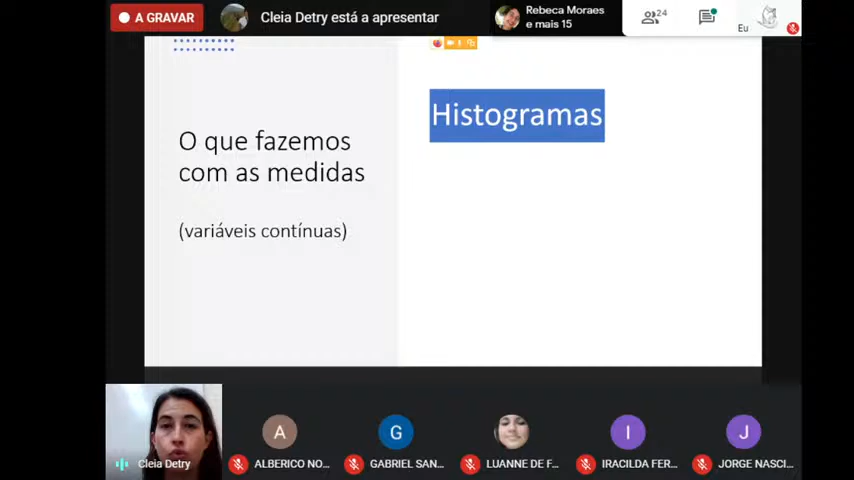 A GRAVAR
Cleia Detry está a apresentar
Rebeca Moraes
e mais 15
24
Eu
Histogramas
O que fazemos
com as medidas
(variáveis contínuas)
A
G
I
J
Cleia Detry
ALBERICO NO...
GABRIEL SAN...
LUANNE DE F...
IRACILDA FER...
JORGE NASCI...